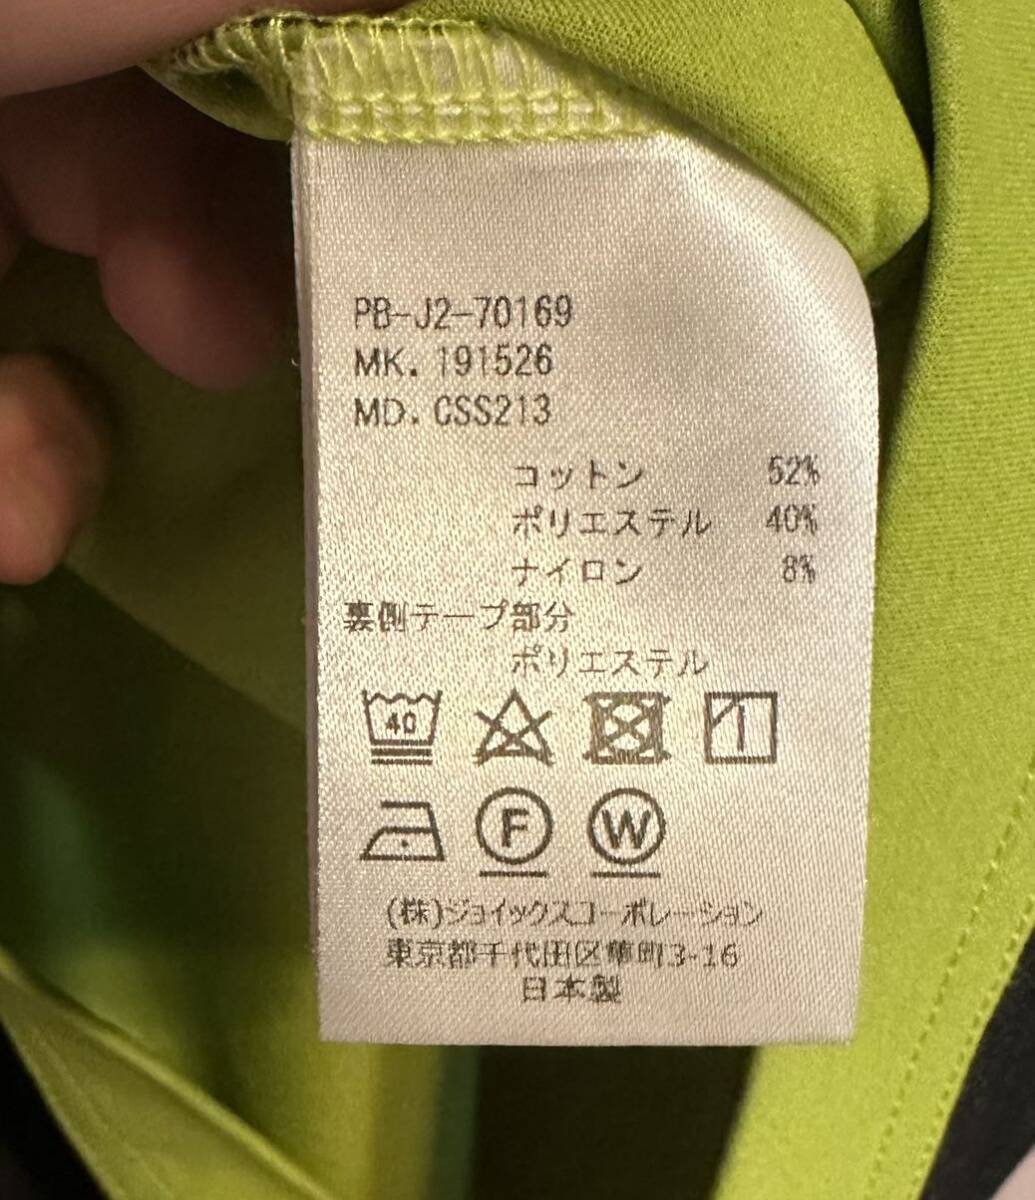 PB-J2-70169
MK. 191526
MD. CSS213
コットン 52%
ポリエステル 40%
ナイロン 8%
裏側テープ部分
ポリエステル
40
F W
(株)ジョイックスコーポレーション
東京都千代田区麹町3-16
日本製